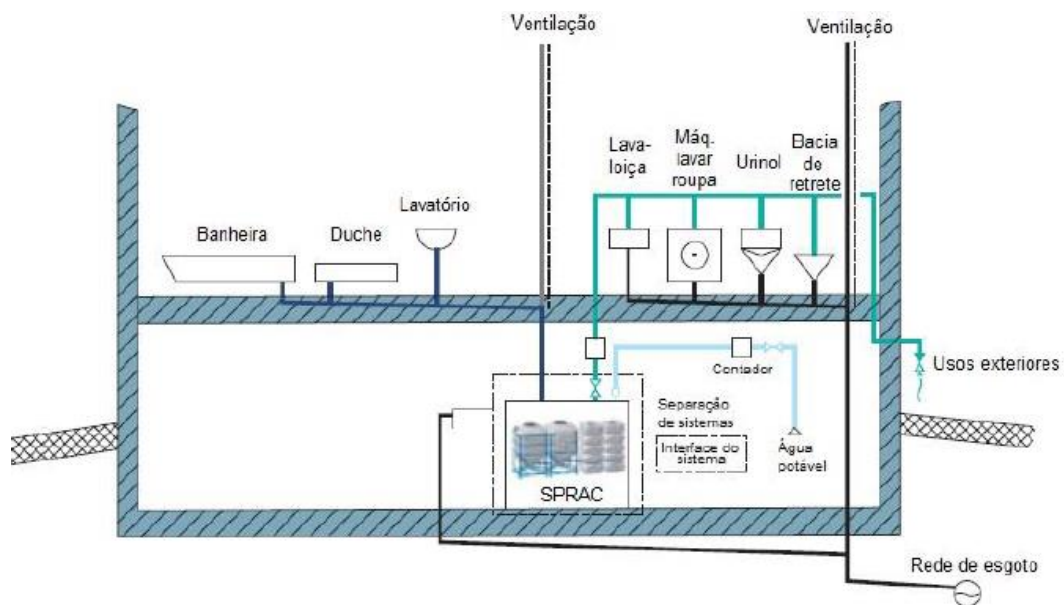 Ventilação
Ventilação
Lava-
loiça
Máq.
lavar
roupa
Urinol
Bacia
de
retrete
Lavatório
Banheira
Duche
Contador
Usos exteriores
Separação
de sistemas
Interface do
sistema
Água
potável
SPRAC
Rede de esgoto